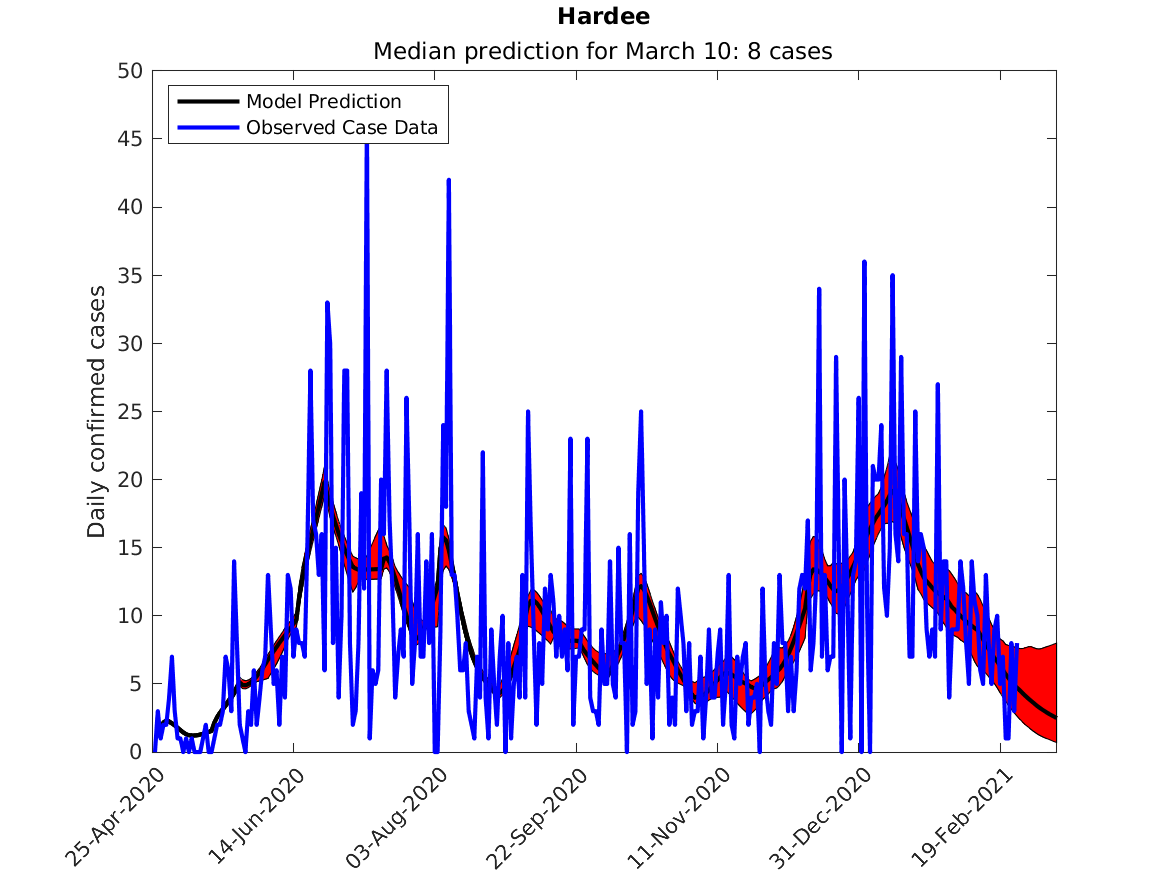 Hardee
Median prediction for March 10: 8 cases
50
Model Prediction
Observed Case Data
45
40
35
30
25
20
15
10
5
0
Daily confirmed cases
25-Apr-2020
14-Jun-2020
03-Aug-2020
22-Sep-2020
11-Nov-2020
31-Dec-2020
19-Feb-2021